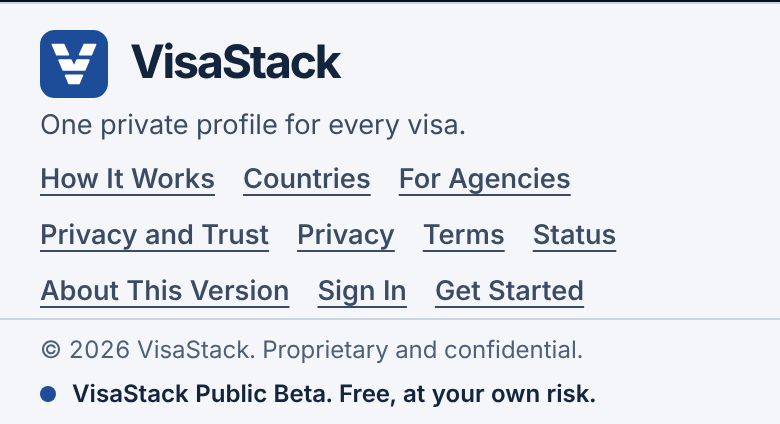 VisaStack
One private profile for every visa.
How It Works Countries For Agencies
Privacy and Trust Privacy Terms Status
About This Version Sign In Get Started
© 2026 VisaStack. Proprietary and confidential.
VisaStack Public Beta. Free, at your own risk.